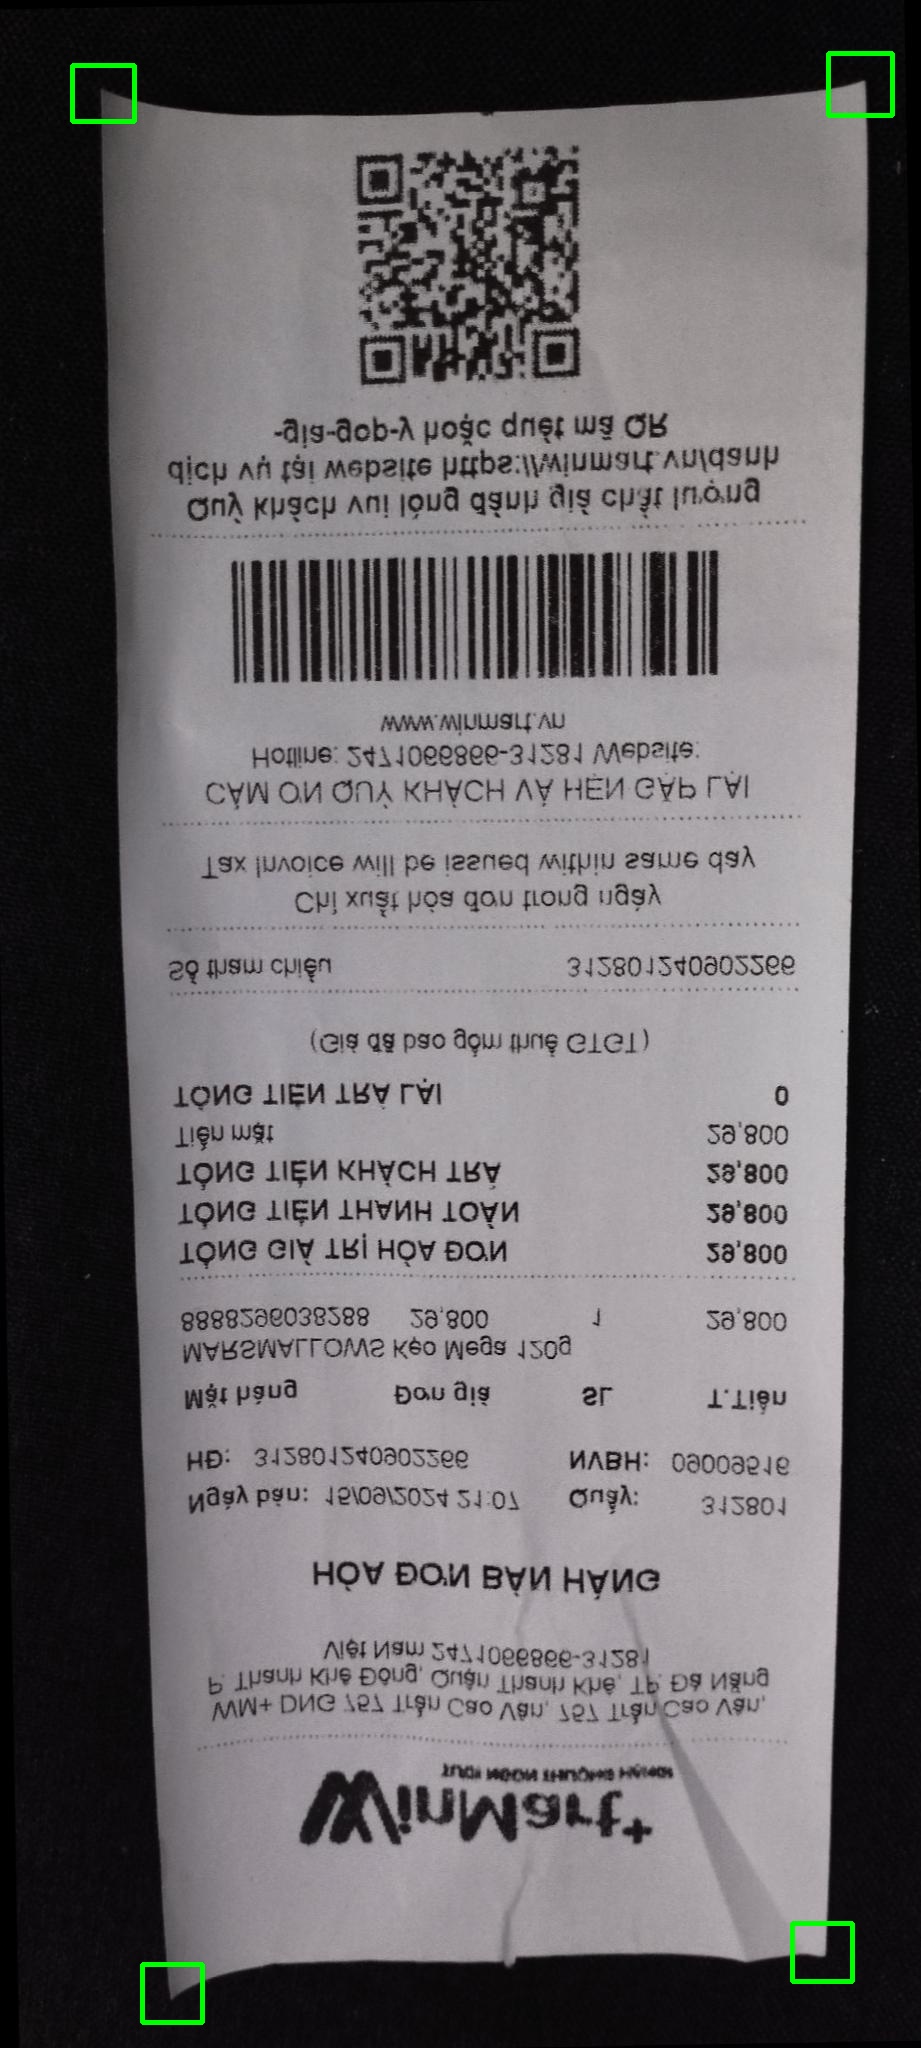 WinMart+
TƯƠI NGON THƯỢNG HẠNG!
WM+ DNG 757 Trần Cao Vân, 757 Trần Cao Vân,
P. Thanh Khê Đông, Quận Thanh Khê, TP. Đà Nẵng
Việt Nam 2471066866-31281
HÓA ĐƠN BÁN HÀNG
Ngày bán: 15/09/2024 21:07 Quầy: 312801
HĐ: 312801240902266 NVBH: 09009516
Mặt hàng Đơn giá SL T.Tiền
MARSMALLOWS Kẹo Mega 120g
8888296038288 29,800 1 29,800
TỔNG GIÁ TRỊ HÓA ĐƠN 29,800
TỔNG TIỀN THANH TOÁN 29,800
TỔNG TIỀN KHÁCH TRẢ 29,800
Tiền mặt 29,800
TỔNG TIỀN TRẢ LẠI 0
(Giá đã bao gồm thuế GTGT)
Số tham chiếu 312801240902266
Chỉ xuất hóa đơn trong ngày
Tax Invoice will be issued within same day
CẢM ƠN QUÝ KHÁCH VÀ HẸN GẶP LẠI
Hotline: 2471066866-31281 Website:
www.winmart.vn
Quý khách vui lòng đánh giá chất lượng
dịch vụ tại website https://winmart.vn/danh
-gia-gop-y hoặc quét mã QR